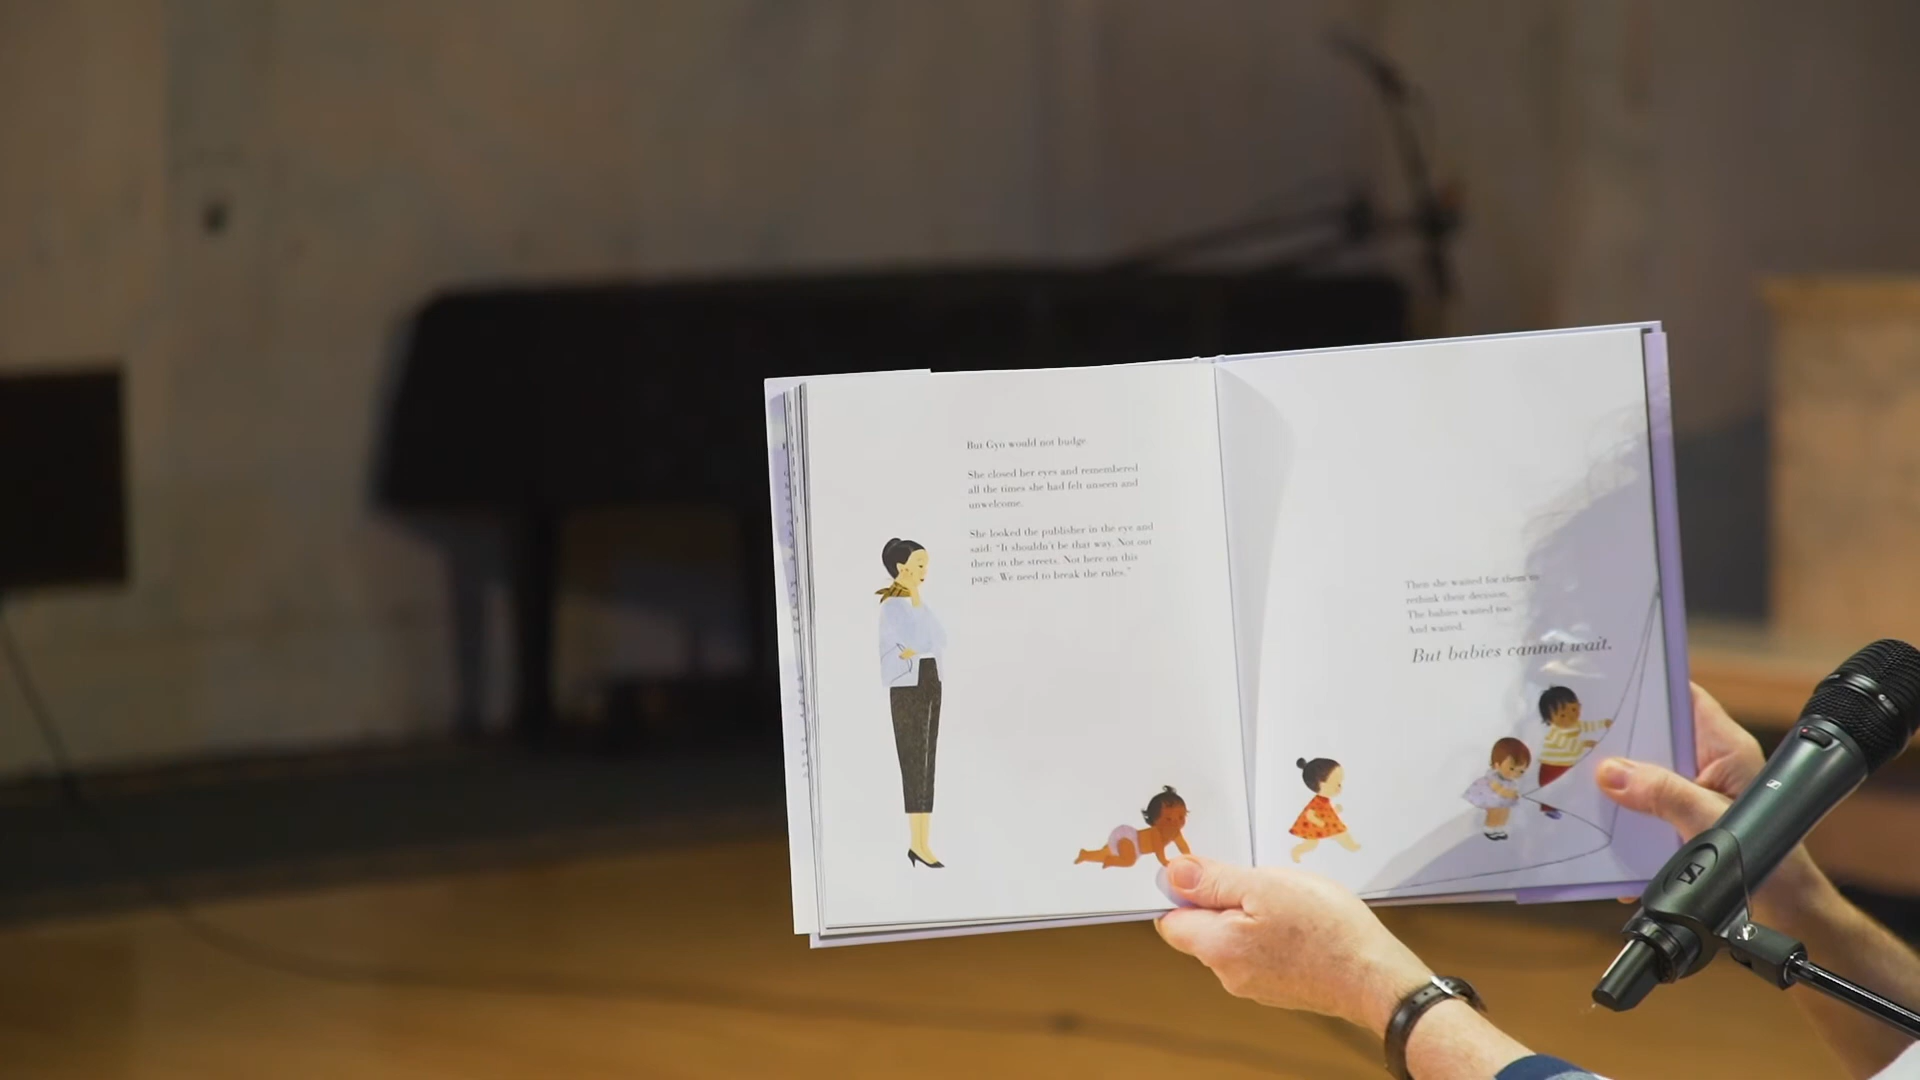 But Gyo would not budge.
She closed her eyes and remembered
all the times she had felt unseen and
unwelcome.
She looked the publisher in the eye and
said: “It shouldn’t be that way. Not out
there in the streets. Not here on this
page. We need to break the rules.”
Then she waited for them to
rethink their decision.
The babies waited too.
And waited.
But babies cannot wait.